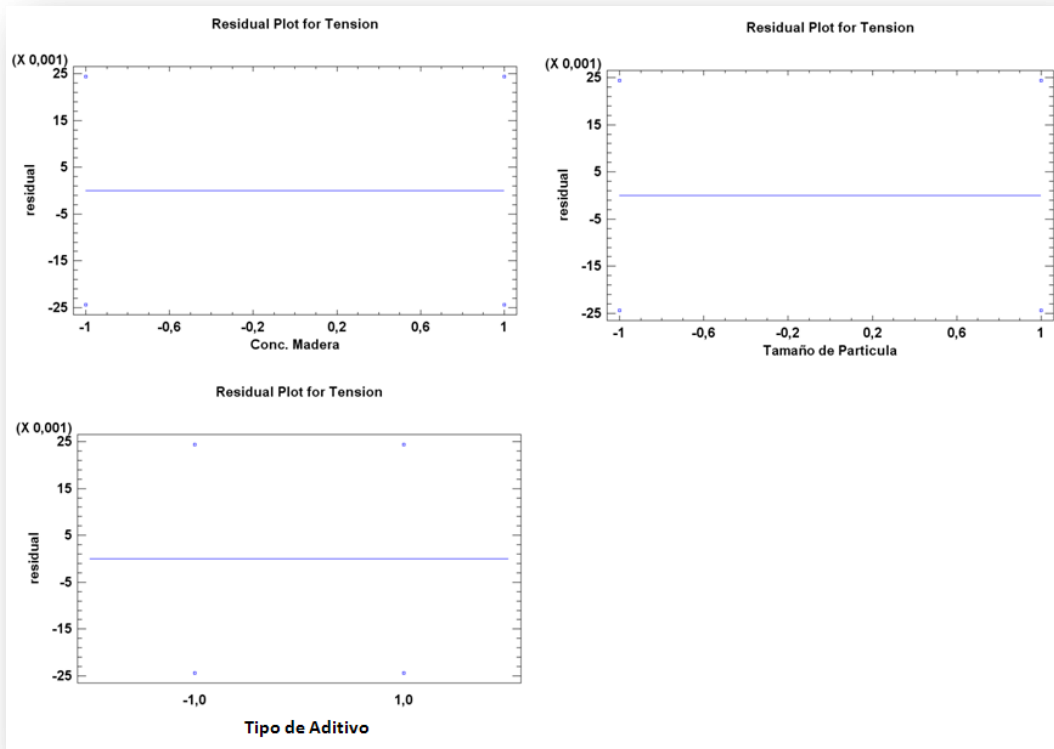 Residual Plot for Tension
(X 0,001)
25
15
5
-5
-15
-25
residual
-1 -0,6 -0,2 0,2 0,6 1
Conc. Madera
Residual Plot for Tension
(X 0,001)
25
15
5
-5
-15
-25
residual
-1 -0,6 -0,2 0,2 0,6 1
Tamaño de Particula
Residual Plot for Tension
(X 0,001)
25
15
5
-5
-15
-25
residual
-1,0 1,0
Tipo de Aditivo